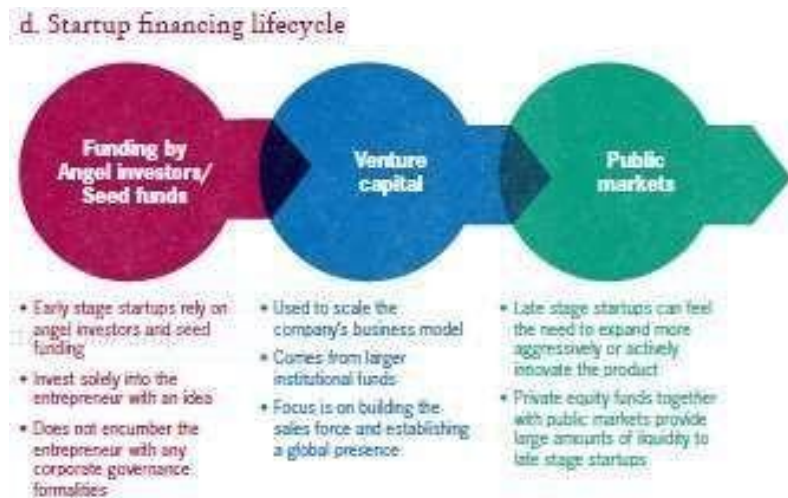 d. Startup financing lifecycle
Funding by
Angel investors/
Seed funds
Venture
capital
Public
markets
• Early stage startups rely on
angel investors and seed
funding
• Invest solely into the
entrepreneur with an idea
• Does not encumber the
entrepreneur with any
corporate governance
formalities
• Used to scale the
company's business model
• Comes from larger
institutional funds
• Focus is on building the
sales force and establishing
a global presence
• Late stage startups can feel
the need to expand more
aggressively or actively
innovate the product
• Private equity funds together
with public markets provide
large amounts of liquidity to
late stage startups